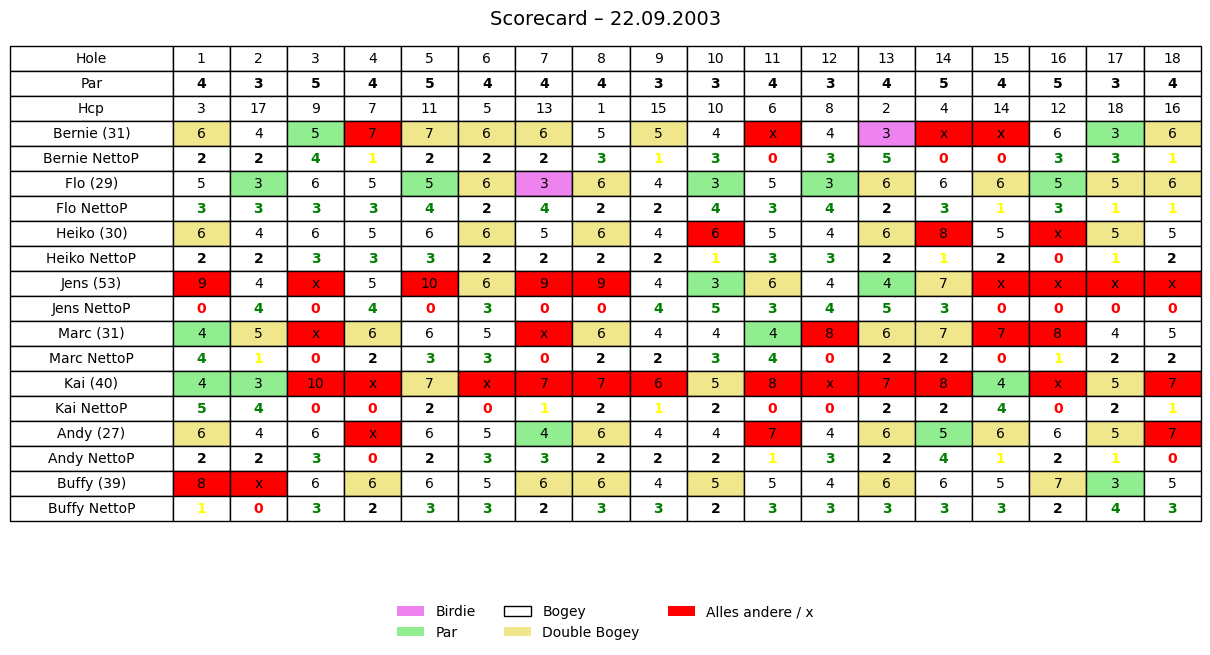 Scorecard – 22.09.2003
Hole 1 2 3 4 5 6 7 8 9 10 11 12 13 14 15 16 17 18
Par 4 3 5 4 5 4 4 4 3 3 4 3 4 5 4 5 3 4
Hcp 3 17 9 7 11 5 13 1 15 10 6 8 2 4 14 12 18 16
Bernie (31) 6 4 5 7 7 6 6 5 5 4 x 4 3 x x 6 3 6
Bernie NettoP 2 2 4 1 2 2 2 3 1 3 0 3 5 0 0 3 3 1
Flo (29) 5 3 6 5 5 6 3 6 4 3 5 3 6 6 6 5 5 6
Flo NettoP 3 3 3 3 4 2 4 2 2 4 3 4 2 3 1 3 1 1
Heiko (30) 6 4 6 5 6 6 5 6 4 6 5 4 6 8 5 x 5 5
Heiko NettoP 2 2 3 3 3 2 2 2 2 1 3 3 2 1 2 0 1 2
Jens (53) 9 4 x 5 10 6 9 9 4 3 6 4 4 7 x x x x
Jens NettoP 0 4 0 4 0 3 0 0 4 5 3 4 5 3 0 0 0 0
Marc (31) 4 5 x 6 6 5 x 6 4 4 4 8 6 7 7 8 4 5
Marc NettoP 4 1 0 2 3 3 0 2 2 3 4 0 2 2 0 1 2 2
Kai (40) 4 3 10 x 7 x 7 7 6 5 8 x 7 8 4 x 5 7
Kai NettoP 5 4 0 0 2 0 1 2 1 2 0 0 2 2 4 0 2 1
Andy (27) 6 4 6 x 6 5 4 6 4 4 7 4 6 5 6 6 5 7
Andy NettoP 2 2 3 0 2 3 3 2 2 2 1 3 2 4 1 2 1 0
Buffy (39) 8 x 6 6 6 5 6 6 4 5 5 4 6 6 5 7 3 5
Buffy NettoP 1 0 3 2 3 3 2 3 3 2 3 3 3 3 3 2 4 3
Birdie Bogey Alles andere / x
Par Double Bogey